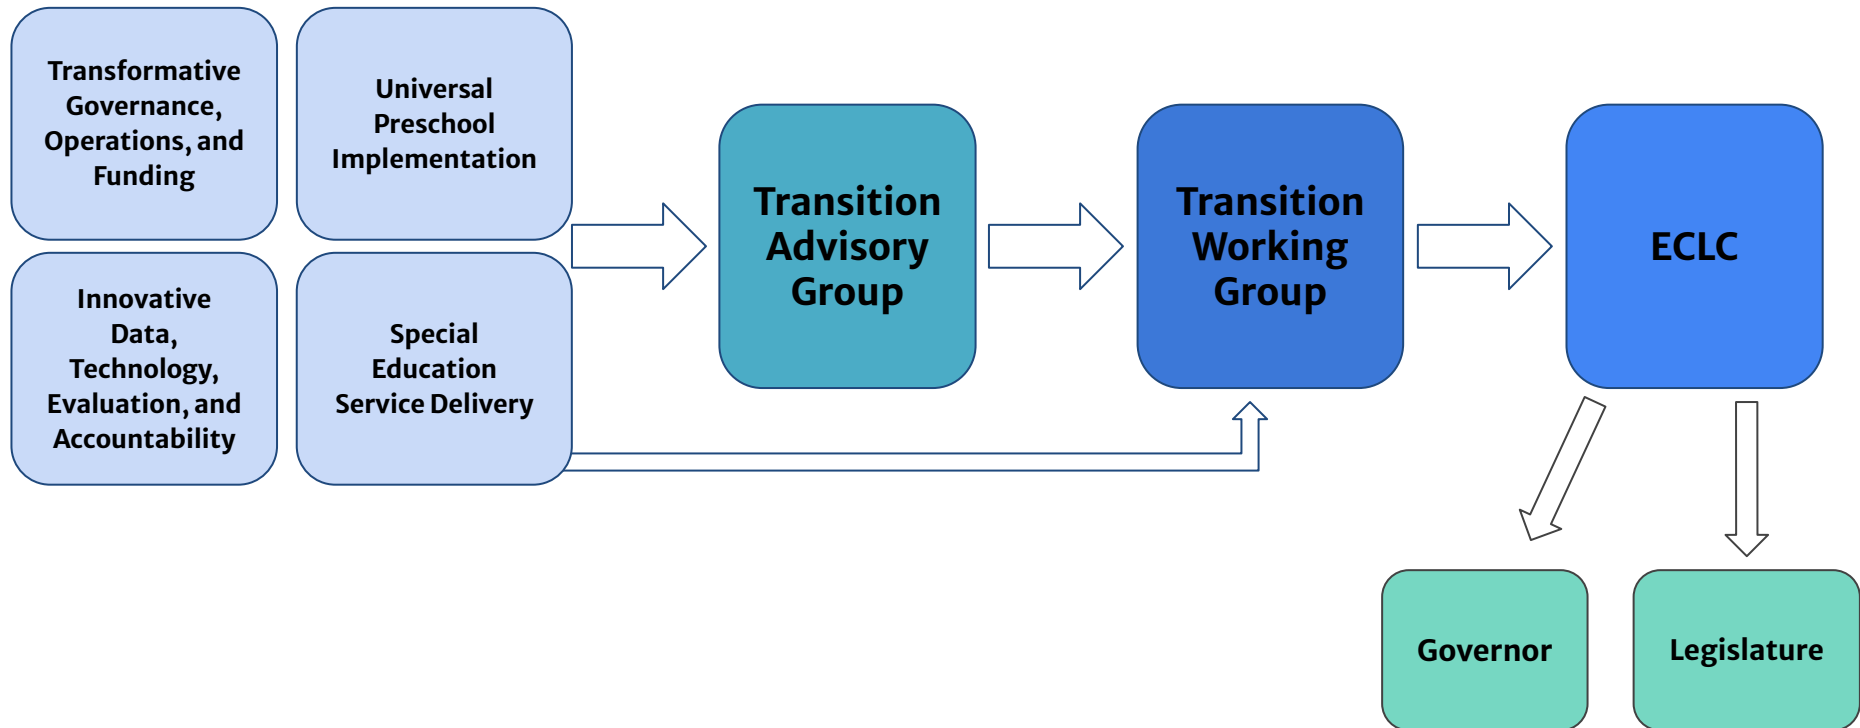 Transformative
Governance,
Operations, and
Funding
Universal
Preschool
Implementation
Innovative
Data,
Technology,
Evaluation, and
Accountability
Special
Education
Service Delivery
Transition
Advisory
Group
Transition
Working
Group
ECLC
Governor
Legislature